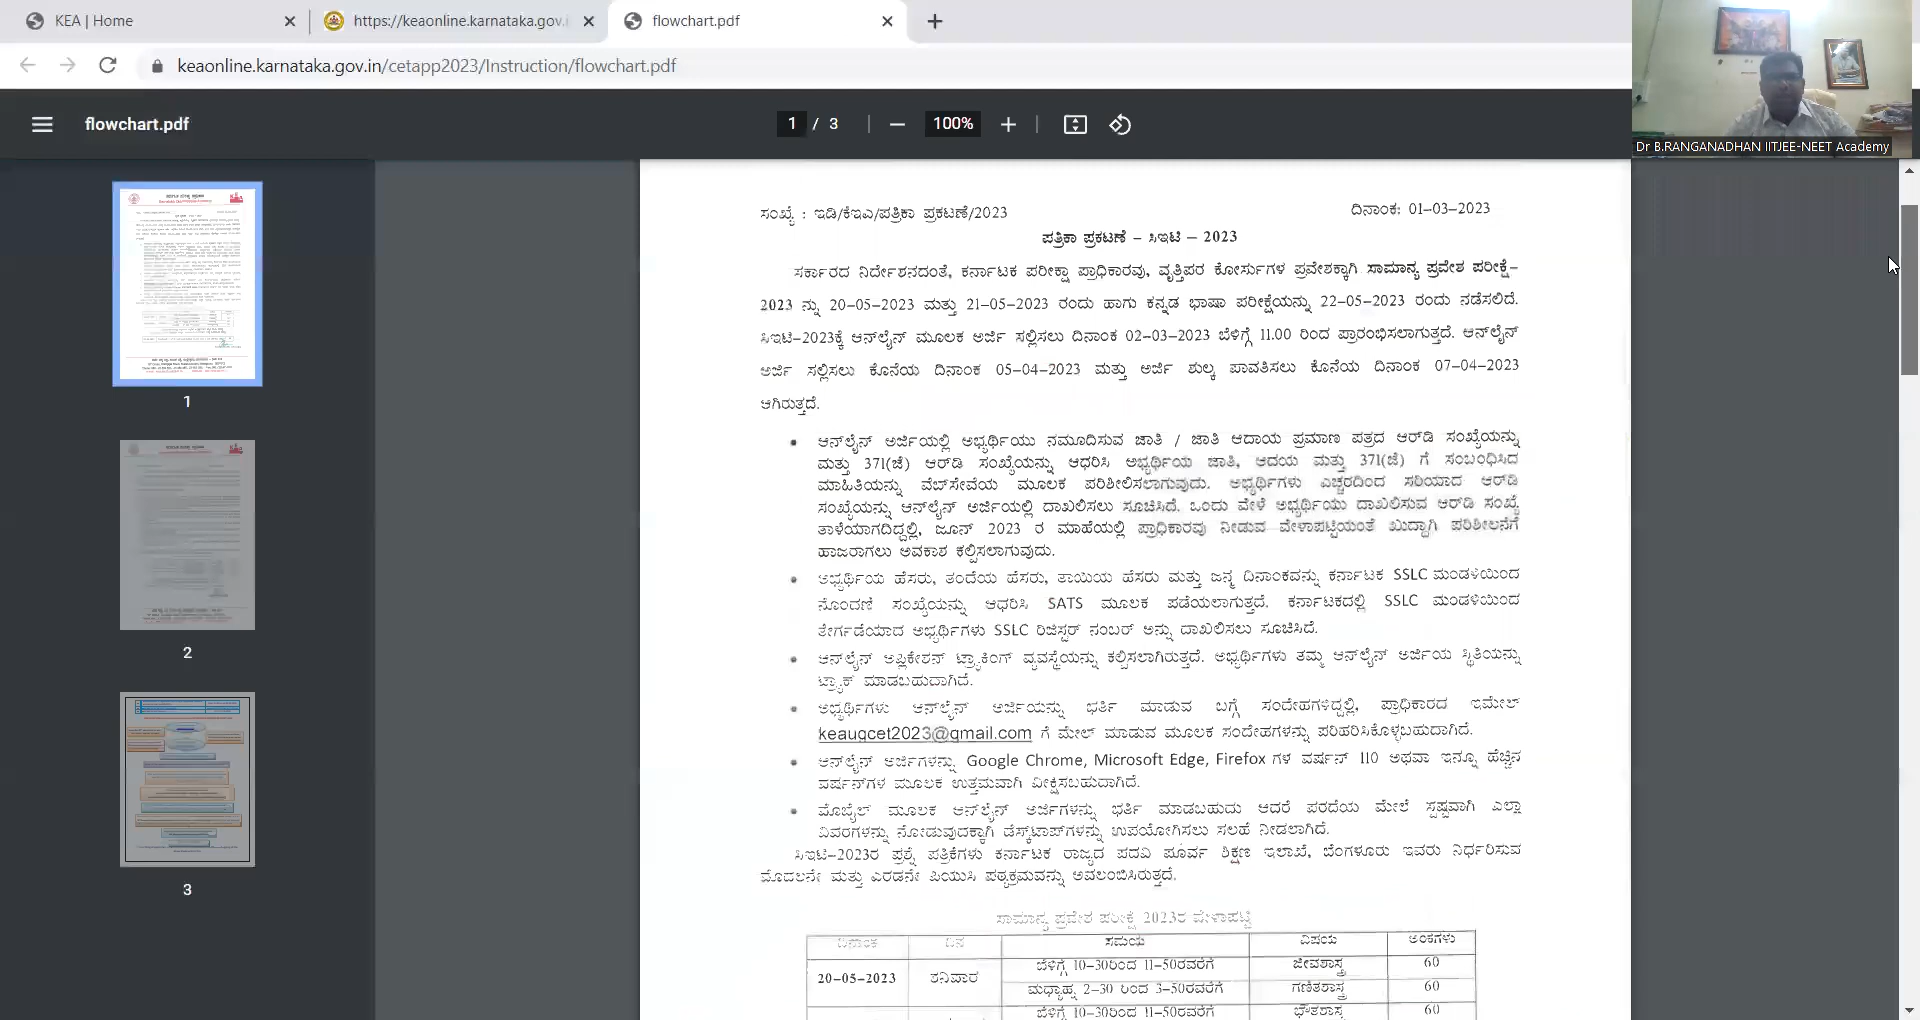 KEA | Home
https://keaonline.karnataka.gov.i
flowchart.pdf
keaonline.karnataka.gov.in/cetapp2023/Instruction/flowchart.pdf
flowchart.pdf
1 / 3
100%
Dr B.RANGANADHAN IITJEE-NEET Academy
1
2
3
ಸಂಖ್ಯೆ : ಇಡಿ/ಕೆಇಎ/ಪತ್ರಿಕಾ ಪ್ರಕಟಣೆ/2023 ದಿನಾಂಕ: 01-03-2023
ಪತ್ರಿಕಾ ಪ್ರಕಟಣೆ – ಸಿಇಟಿ – 2023
ಸರ್ಕಾರದ ನಿರ್ದೇಶನದಂತೆ, ಕರ್ನಾಟಕ ಪರೀಕ್ಷಾ ಪ್ರಾಧಿಕಾರವು, ವೃತ್ತಿಪರ ಕೋರ್ಸುಗಳ ಪ್ರವೇಶಕ್ಕಾಗಿ ಸಾಮಾನ್ಯ ಪ್ರವೇಶ ಪರೀಕ್ಷೆ–
2023 ನ್ನು 20-05-2023 ಮತ್ತು 21-05-2023 ರಂದು ಹಾಗು ಕನ್ನಡ ಭಾಷಾ ಪರೀಕ್ಷೆಯನ್ನು 22-05-2023 ರಂದು ನಡೆಸಲಿದೆ.
ಸಿಇಟಿ-2023ಕ್ಕೆ ಆನ್‌ಲೈನ್ ಮೂಲಕ ಅರ್ಜಿ ಸಲ್ಲಿಸಲು ದಿನಾಂಕ 02-03-2023 ಬೆಳಿಗ್ಗೆ 11.00 ರಿಂದ ಪ್ರಾರಂಭಿಸಲಾಗುತ್ತದೆ. ಆನ್‌ಲೈನ್
ಅರ್ಜಿ ಸಲ್ಲಿಸಲು ಕೊನೆಯ ದಿನಾಂಕ 05-04-2023 ಮತ್ತು ಅರ್ಜಿ ಶುಲ್ಕ ಪಾವತಿಸಲು ಕೊನೆಯ ದಿನಾಂಕ 07-04-2023
ಆಗಿರುತ್ತದೆ.
• ಆನ್‌ಲೈನ್ ಅರ್ಜಿಯಲ್ಲಿ ಅಭ್ಯರ್ಥಿಯು ನಮೂದಿಸುವ ಜಾತಿ / ಜಾತಿ ಆದಾಯ ಪ್ರಮಾಣ ಪತ್ರದ ಆರ್‌ಡಿ ಸಂಖ್ಯೆಯನ್ನು
ಮತ್ತು 371(ಜೆ) ಆರ್‌ಡಿ ಸಂಖ್ಯೆಯನ್ನು ಆಧರಿಸಿ ಅಭ್ಯರ್ಥಿಯ ಜಾತಿ, ಆದಯ ಮತ್ತು 371(ಜೆ) ಗೆ ಸಂಬಂಧಿಸಿದ
ಮಾಹಿತಿಯನ್ನು ವೆಬ್‌ಸೇವೆಯ ಮೂಲಕ ಪರಿಶೀಲಿಸಲಾಗುವುದು. ಅಭ್ಯರ್ಥಿಗಳು ಎಚ್ಚರದಿಂದ ಸರಿಯಾದ ಆರ್‌ಡಿ
ಸಂಖ್ಯೆಯನ್ನು ಆನ್‌ಲೈನ್ ಅರ್ಜಿಯಲ್ಲಿ ದಾಖಲಿಸಲು ಸೂಚಿಸಿದೆ. ಒಂದು ವೇಳೆ ಅಭ್ಯರ್ಥಿಯು ದಾಖಲಿಸುವ ಆರ್‌ಡಿ ಸಂಖ್ಯೆ
ತಾಳೆಯಾಗದಿದ್ದಲ್ಲಿ, ಜೂನ್ 2023 ರ ಮಾಹೆಯಲ್ಲಿ ಪ್ರಾಧಿಕಾರವು ನೀಡುವ ವೇಳಾಪಟ್ಟಿಯಂತೆ ಖುದ್ದಾಗಿ ಪರಿಶೀಲನೆಗೆ
ಹಾಜರಾಗಲು ಅವಕಾಶ ಕಲ್ಪಿಸಲಾಗುವುದು.
• ಅಭ್ಯರ್ಥಿಯ ಹೆಸರು, ತಂದೆಯ ಹೆಸರು, ತಾಯಿಯ ಹೆಸರು ಮತ್ತು ಜನ್ಮ ದಿನಾಂಕವನ್ನು ಕರ್ನಾಟಕ SSLC ಮಂಡಳಿಯಿಂದ
ನೊಂದಣಿ ಸಂಖ್ಯೆಯನ್ನು ಆಧರಿಸಿ SATS ಮೂಲಕ ಪಡೆಯಲಾಗುತ್ತದೆ. ಕರ್ನಾಟಕದಲ್ಲಿ SSLC ಮಂಡಳಿಯಿಂದ
ತೇರ್ಗಡೆಯಾದ ಅಭ್ಯರ್ಥಿಗಳು SSLC ರಿಜಿಸ್ಟರ್ ನಂಬರ್ ಅನ್ನು ದಾಖಲಿಸಲು ಸೂಚಿಸಿದೆ.
• ಆನ್‌ಲೈನ್ ಅಪ್ಲಿಕೇಶನ್ ಟ್ರ್ಯಾಕಿಂಗ್ ವ್ಯವಸ್ಥೆಯನ್ನು ಕಲ್ಪಿಸಲಾಗಿರುತ್ತದೆ. ಅಭ್ಯರ್ಥಿಗಳು ತಮ್ಮ ಆನ್‌ಲೈನ್ ಅರ್ಜಿಯ ಸ್ಥಿತಿಯನ್ನು
ಟ್ರ್ಯಾಕ್ ಮಾಡಬಹುದಾಗಿದೆ.
• ಅಭ್ಯರ್ಥಿಗಳು ಆನ್‌ಲೈನ್ ಅರ್ಜಿಯನ್ನು ಭರ್ತಿ ಮಾಡುವ ಬಗ್ಗೆ ಸಂದೇಹಗಳಿದ್ದಲ್ಲಿ, ಪ್ರಾಧಿಕಾರದ ಇಮೇಲ್
keaugcet2023@gmail.com ಗೆ ಮೇಲ್ ಮಾಡುವ ಮೂಲಕ ಸಂದೇಹಗಳನ್ನು ಪರಿಹರಿಸಿಕೊಳ್ಳಬಹುದಾಗಿದೆ.
• ಆನ್‌ಲೈನ್ ಅರ್ಜಿಗಳನ್ನು Google Chrome, Microsoft Edge, Firefox ಗಳ ವರ್ಷನ್ 110 ಅಥವಾ ಇನ್ನೂ ಹೆಚ್ಚಿನ
ವರ್ಷನ್‌ಗಳ ಮೂಲಕ ಉತ್ತಮವಾಗಿ ವೀಕ್ಷಿಸಬಹುದಾಗಿದೆ.
• ಮೊಬೈಲ್ ಮೂಲಕ ಆನ್‌ಲೈನ್ ಅರ್ಜಿಗಳನ್ನು ಭರ್ತಿ ಮಾಡಬಹುದು ಆದರೆ ಪರದೆಯ ಮೇಲೆ ಸ್ಪಷ್ಟವಾಗಿ ಎಲ್ಲಾ
ವಿವರಗಳನ್ನು ನೋಡುವುದಕ್ಕಾಗಿ ಡೆಸ್ಕ್‌ಟಾಪ್‌ಗಳನ್ನು ಉಪಯೋಗಿಸಲು ಸಲಹೆ ನೀಡಲಾಗಿದೆ.
ಸಿಇಟಿ-2023ರ ಪ್ರಶ್ನೆ ಪತ್ರಿಕೆಗಳು ಕರ್ನಾಟಕ ರಾಜ್ಯದ ಪದವಿ ಪೂರ್ವ ಶಿಕ್ಷಣ ಇಲಾಖೆ, ಬೆಂಗಳೂರು ಇವರು ನಿರ್ಧರಿಸುವ
ಮೊದಲನೇ ಮತ್ತು ಎರಡನೇ ಪಿಯುಸಿ ಪಠ್ಯಕ್ರಮವನ್ನು ಅವಲಂಬಿಸಿರುತ್ತದೆ.
ಸಾಮಾನ್ಯ ಪ್ರವೇಶ ಪರೀಕ್ಷೆ 2023ರ ವೇಳಾಪಟ್ಟಿ
ದಿನಾಂಕ ದಿನ ಸಮಯ ವಿಷಯ ಅಂಕಗಳು
20-05-2023 ಶನಿವಾರ ಬೆಳಿಗ್ಗೆ 10-30ರಿಂದ 11-50ರವರೆಗೆ ಜೀವಶಾಸ್ತ್ರ 60
ಮಧ್ಯಾಹ್ನ 2-30 ರಿಂದ 3-50ರವರೆಗೆ ಗಣಿತಶಾಸ್ತ್ರ 60
ಬೆಳಿಗ್ಗೆ 10-30ರಿಂದ 11-50ರವರೆಗೆ ಭೌತಶಾಸ್ತ್ರ 60